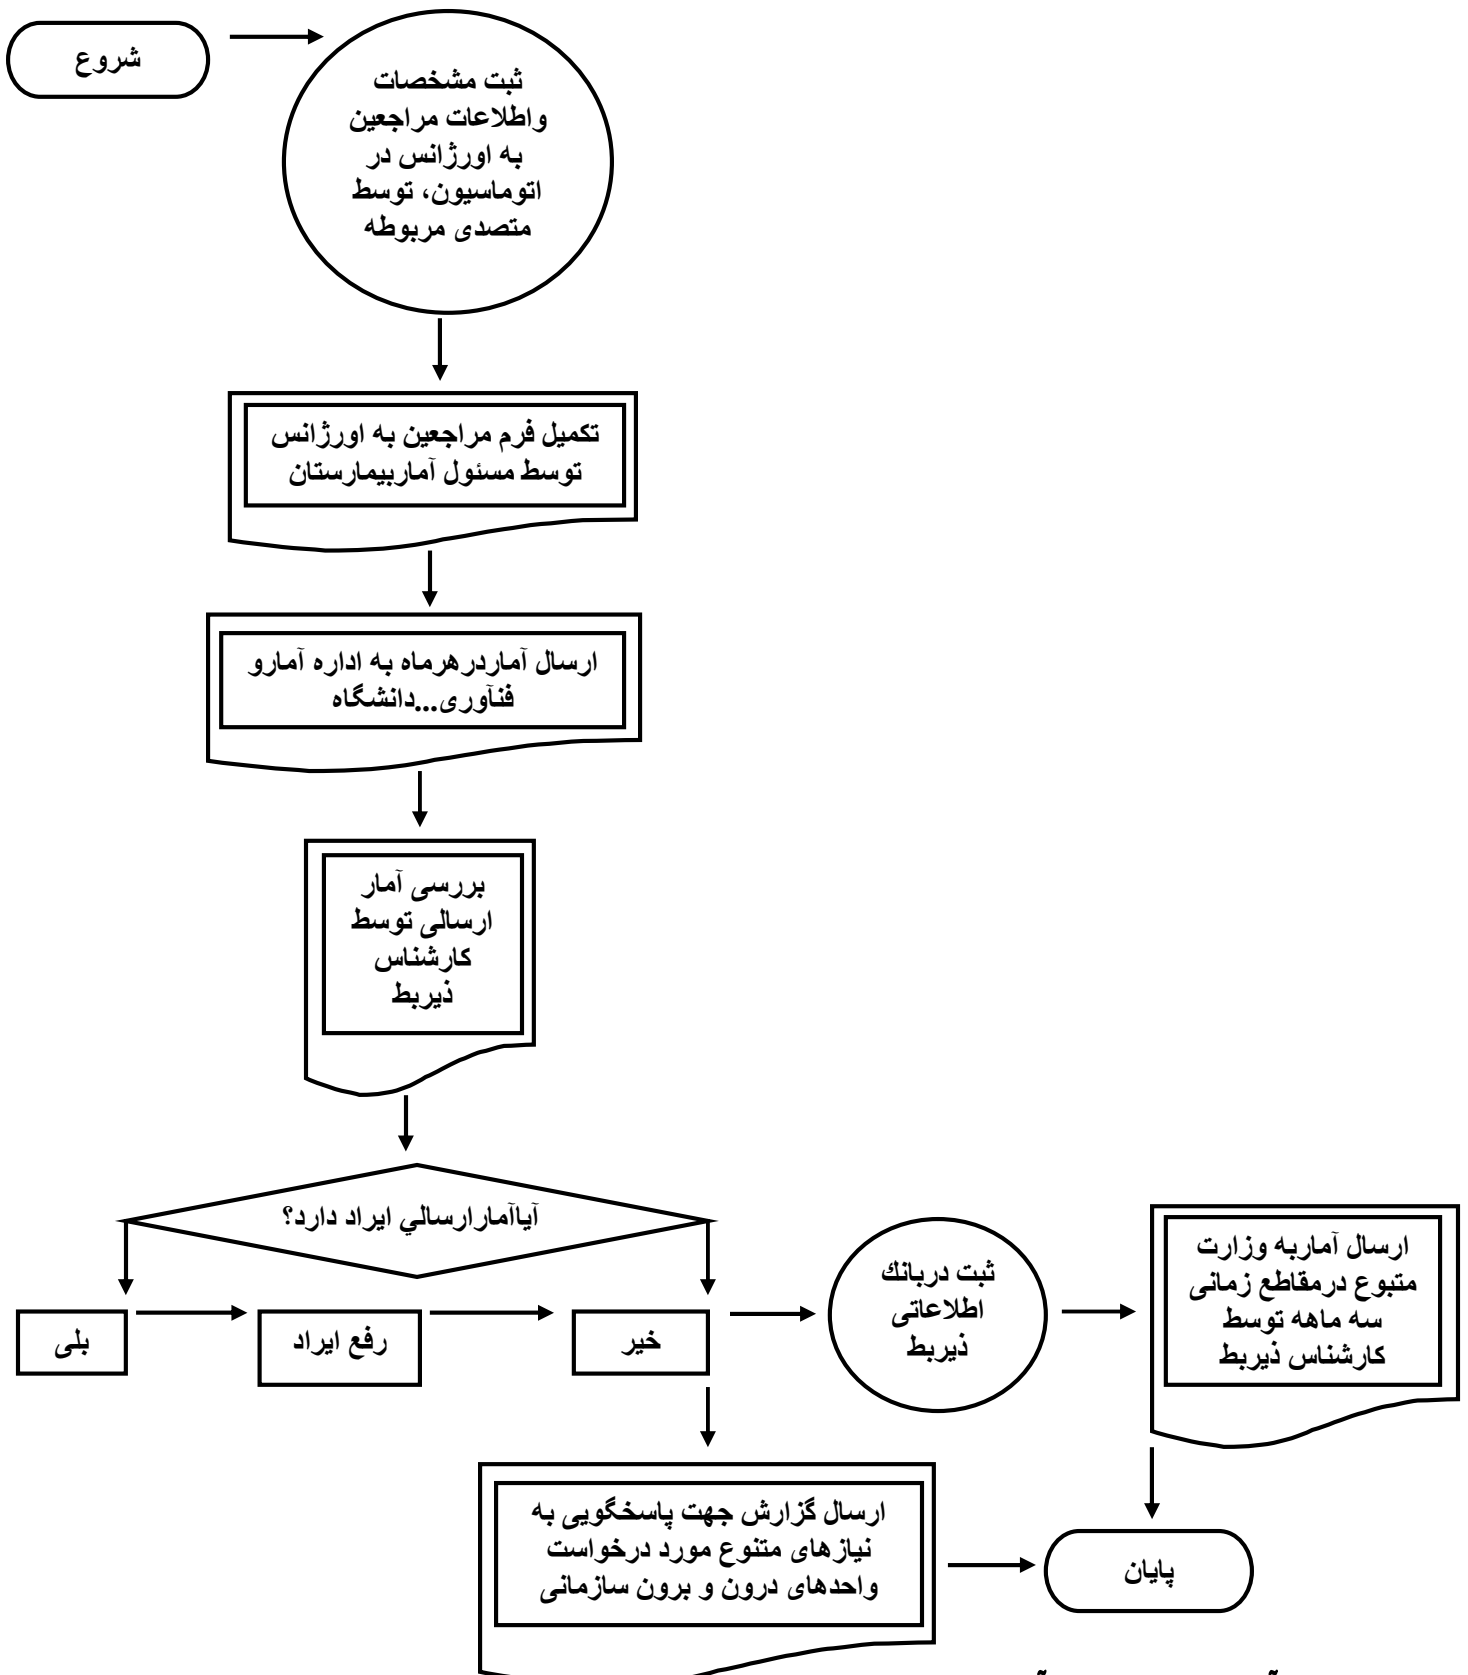 شروع
ثبت مشخصات
واطلاعات مراجعین
به اورژانس در
اتوماسیون، توسط
متصدی مربوطه
تکمیل فرم مراجعین به اورژانس
توسط مسئول آماربیمارستان
ارسال آماردرهرماه به اداره آمارو
فنآوری...دانشگاه
بررسی آمار
ارسالی توسط
کارشناس
ذیربط
آیاآمارارسالي ایراد دارد؟
بلی
رفع ایراد
خیر
ثبت دربانك
اطلاعاتی
ذیربط
ارسال آماربه وزارت
متبوع درمقاطع زمانی
سه ماهه توسط
کارشناس ذیربط
ارسال گزارش جهت پاسخگویی به
نیازهای متنوع مورد درخواست
واحدهای درون و برون سازمانی
پایان